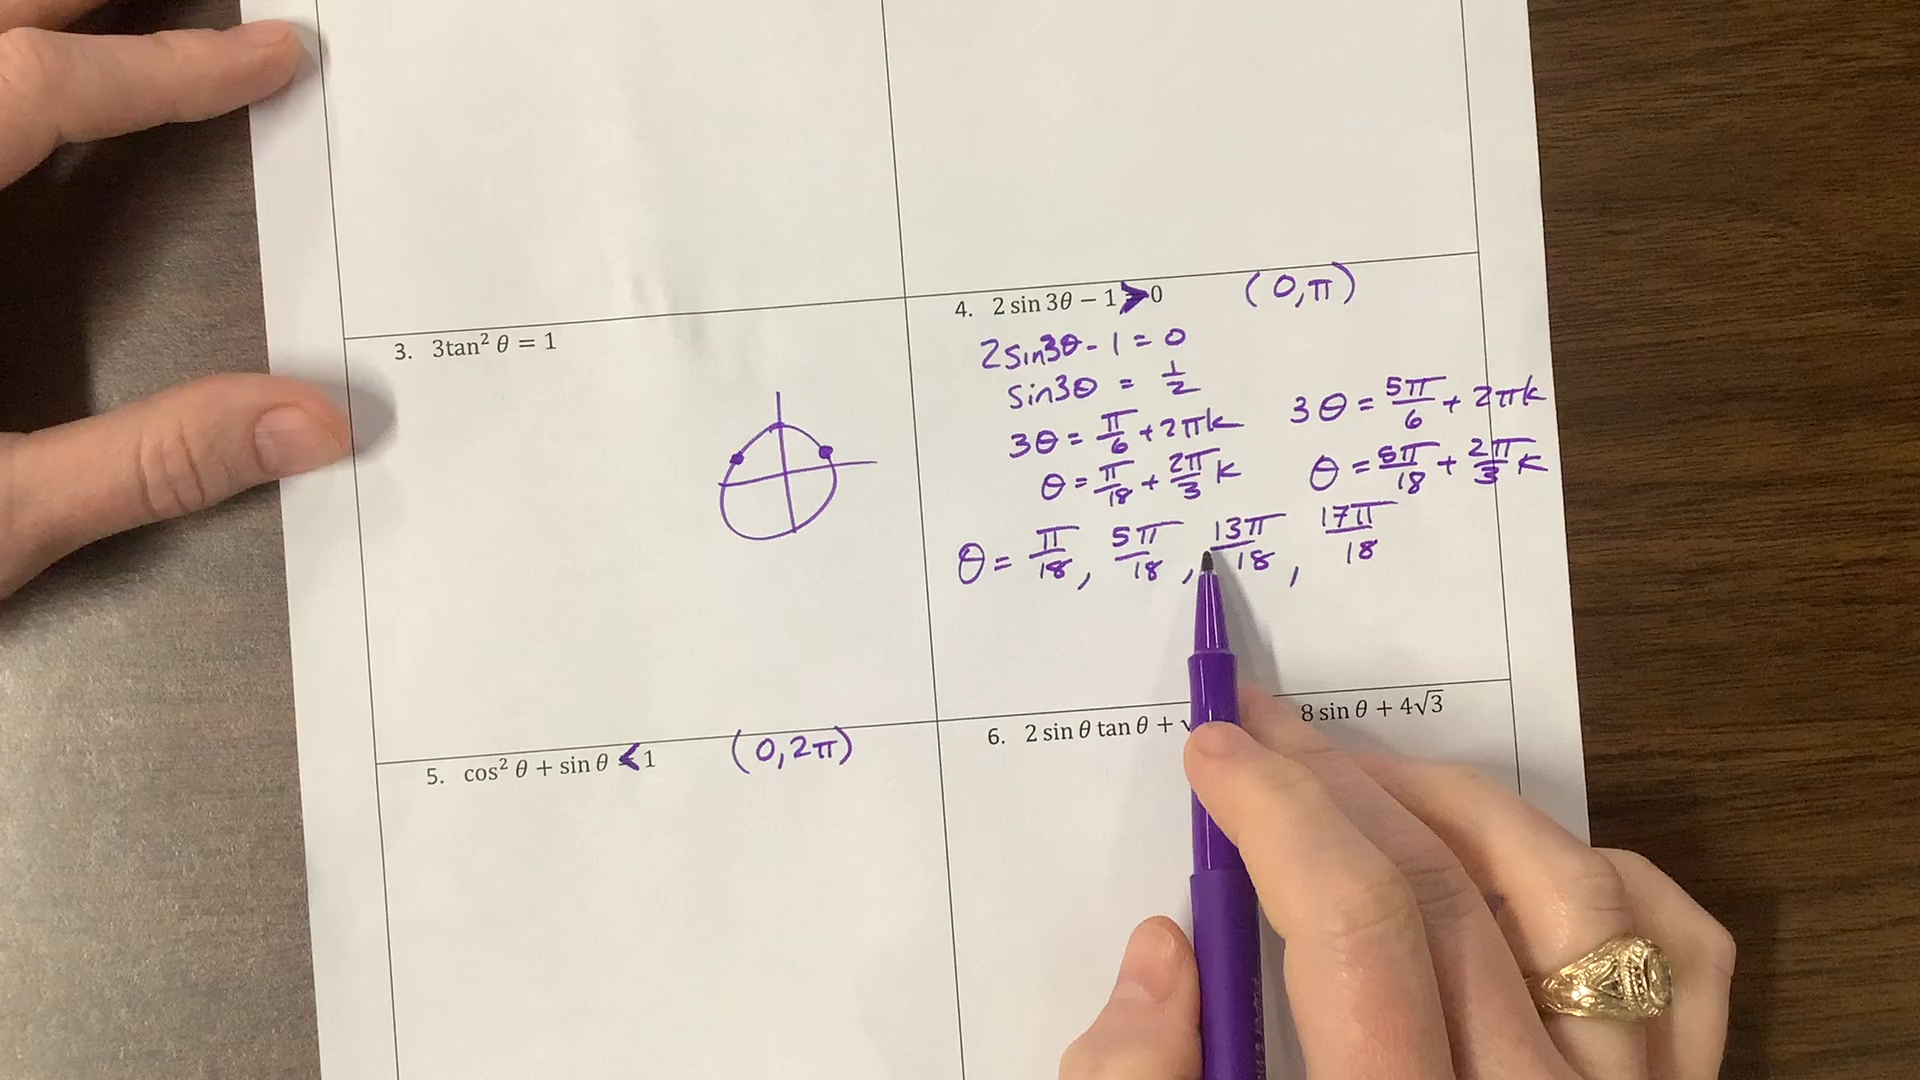 3. 3tan² θ = 1
4. 2 sin 3θ − 1 > 0 (0, π)
2sin3θ - 1 = 0
sin3θ = 1/2
3θ = π/6 + 2πk
θ = π/18 + 2π/3 k
3θ = 5π/6 + 2πk
θ = 5π/18 + 2π/3 k
θ = π/18, 5π/18, 13π/18, 17π/18
5. cos² θ + sin θ < 1 (0, 2π)
6. 2 sin θ tan θ + √ 8 sin θ + 4√3